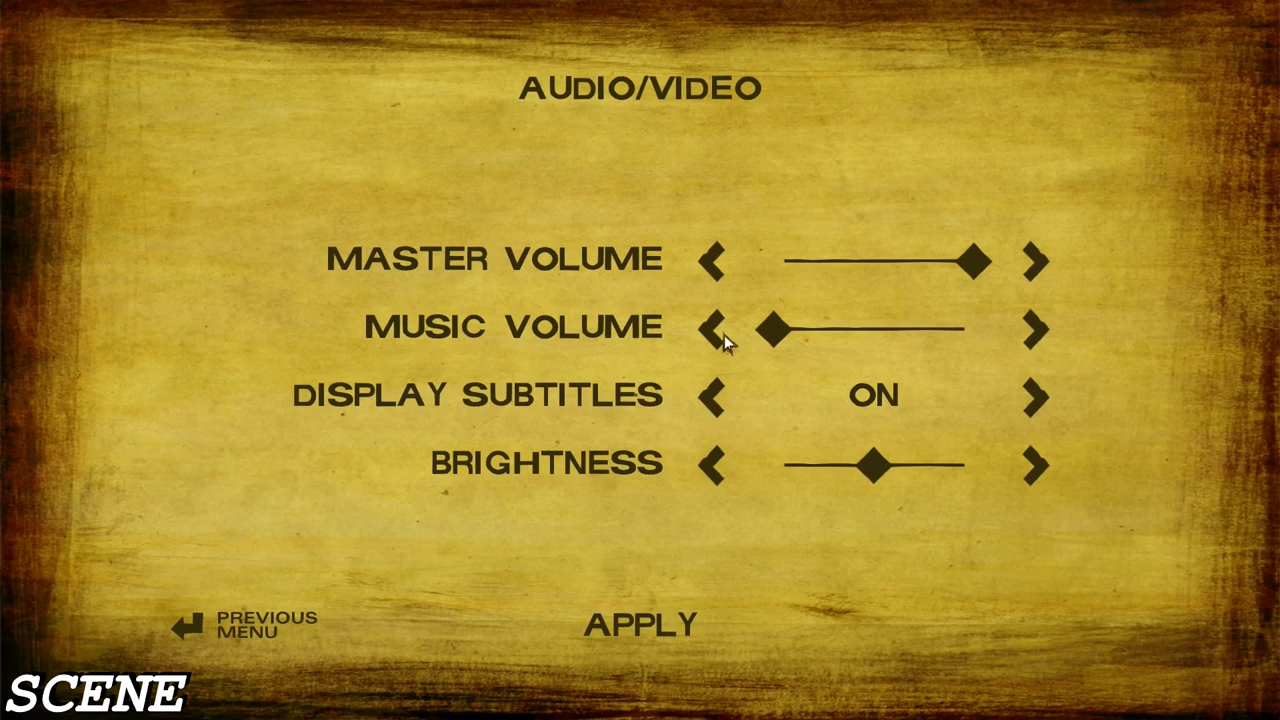 AUDIO/VIDEO
MASTER VOLUME
MUSIC VOLUME
DISPLAY SUBTITLES ON
BRIGHTNESS
PREVIOUS
MENU
APPLY
SCENE